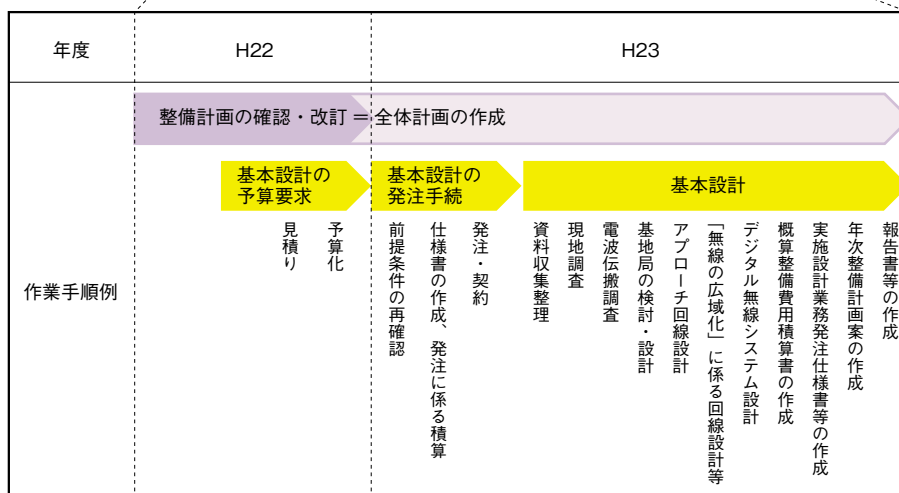 年度
H22
H23
作業手順例
整備計画の確認・改訂 = 全体計画の作成
基本設計の
予算要求
基本設計の
発注手続
基本設計
見積り
予算化
前提条件の再確認
仕様書の作成、発注に係る積算
発注・契約
資料収集整理
現地調査
電波伝搬調査
基地局の検討・設計
アプローチ回線設計
「無線の広域化」に係る回線設計等
デジタル無線システム設計
概算整備費用積算書の作成
実施設計業務発注仕様書等の作成
年次整備計画案の作成
報告書等の作成